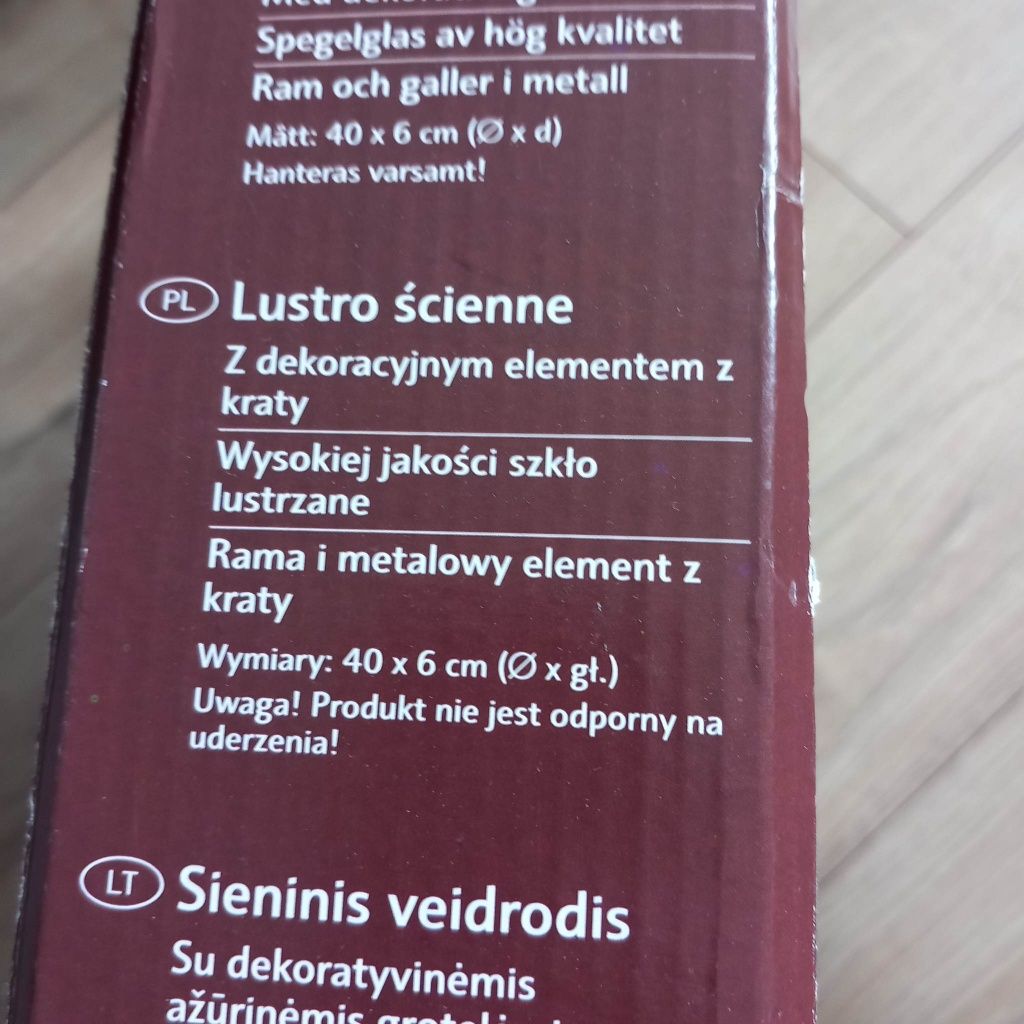 Spegelglas av hög kvalitet
Ram och galler i metall
Mått: 40 x 6 cm (Ø x d)
Hanteras varsamt!
PL Lustro ścienne
Z dekoracyjnym elementem z
kraty
Wysokiej jakości szkło
lustrzane
Rama i metalowy element z
kraty
Wymiary: 40 x 6 cm (Ø x gł.)
Uwaga! Produkt nie jest odporny na
uderzenia!
LT Sieninis veidrodis
Su dekoratyvinėmis
ažūrinėmis